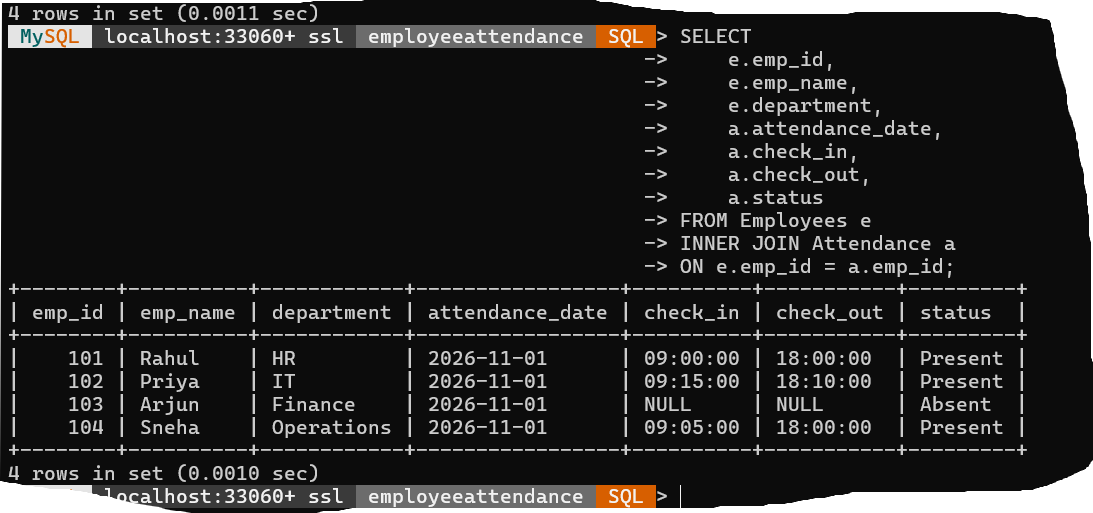 4 rows in set (0.0011 sec)
MySQL localhost:33060+ ssl employeeattendance SQL > SELECT
-> e.emp_id,
-> e.emp_name,
-> e.department,
-> a.attendance_date,
-> a.check_in,
-> a.check_out,
-> a.status
-> FROM Employees e
-> INNER JOIN Attendance a
-> ON e.emp_id = a.emp_id;
+--------+----------+------------+-----------------+----------+-----------+---------+
| emp_id | emp_name | department | attendance_date | check_in | check_out | status |
+--------+----------+------------+-----------------+----------+-----------+---------+
| 101 | Rahul | HR | 2026-11-01 | 09:00:00 | 18:00:00 | Present |
| 102 | Priya | IT | 2026-11-01 | 09:15:00 | 18:10:00 | Present |
| 103 | Arjun | Finance | 2026-11-01 | NULL | NULL | Absent |
| 104 | Sneha | Operations | 2026-11-01 | 09:05:00 | 18:00:00 | Present |
+--------+----------+------------+-----------------+----------+-----------+---------+
4 rows in set (0.0010 sec)
localhost:33060+ ssl employeeattendance SQL >